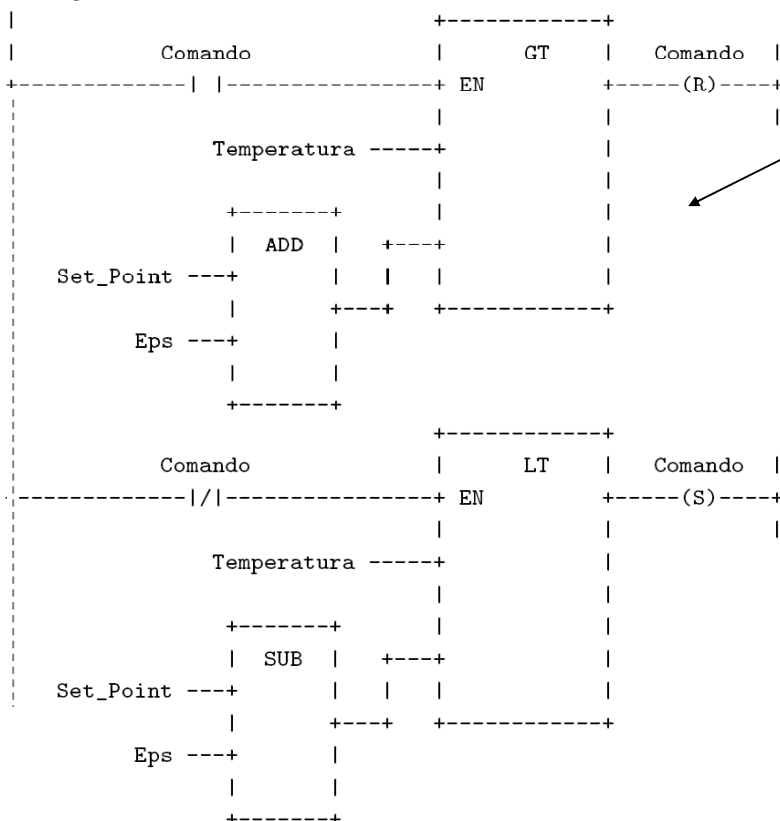 GT
Comando Comando
| | EN (R)
Temperatura
ADD
Set_Point
Eps
LT
Comando Comando
|/| EN (S)
Temperatura
SUB
Set_Point
Eps